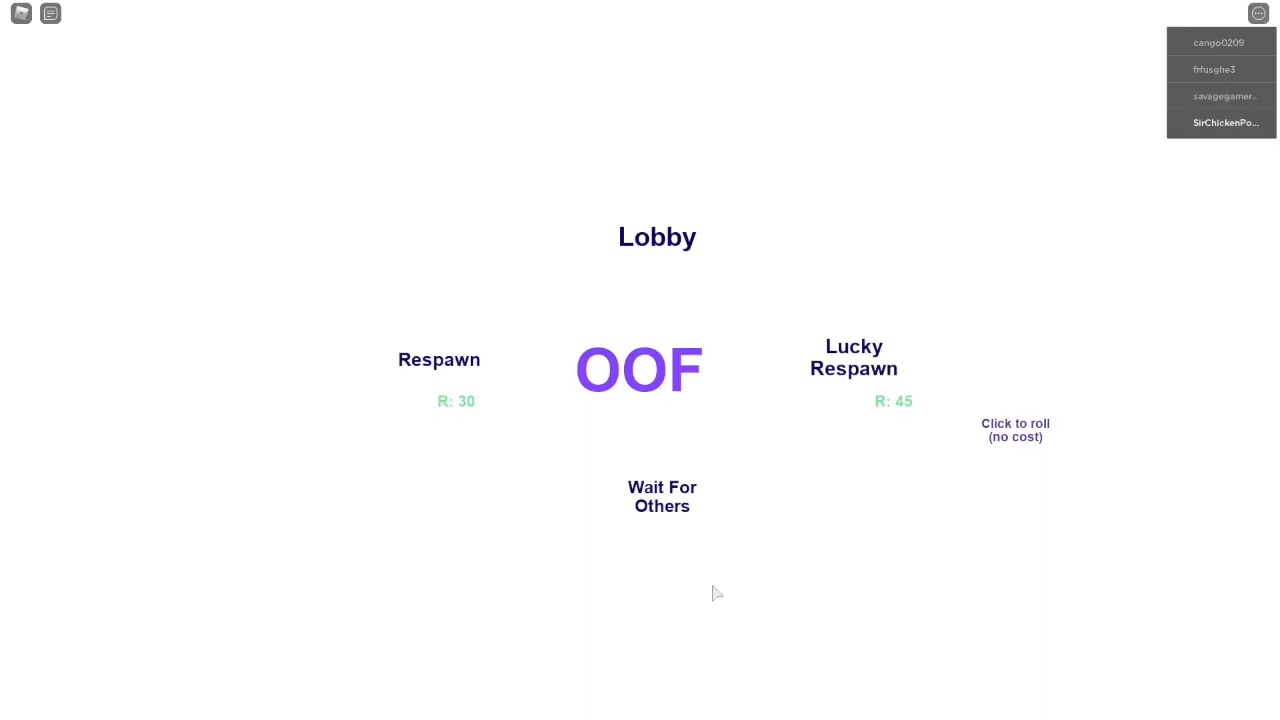 cango0209
frfusghe3
savagegamer...
SirChickenPo...
Lobby
Respawn
R: 30
OOF
Lucky
Respawn
R: 45
Click to roll
(no cost)
Wait For
Others